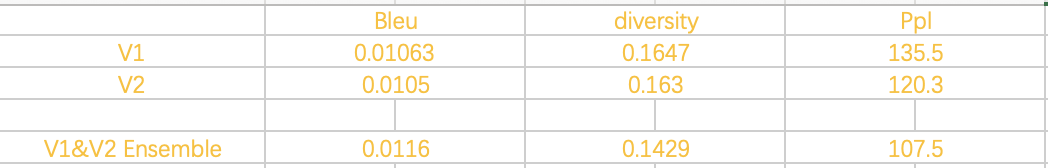 Bleu diversity Ppl
V1 0.01063 0.1647 135.5
V2 0.0105 0.163 120.3
V1&V2 Ensemble 0.0116 0.1429 107.5